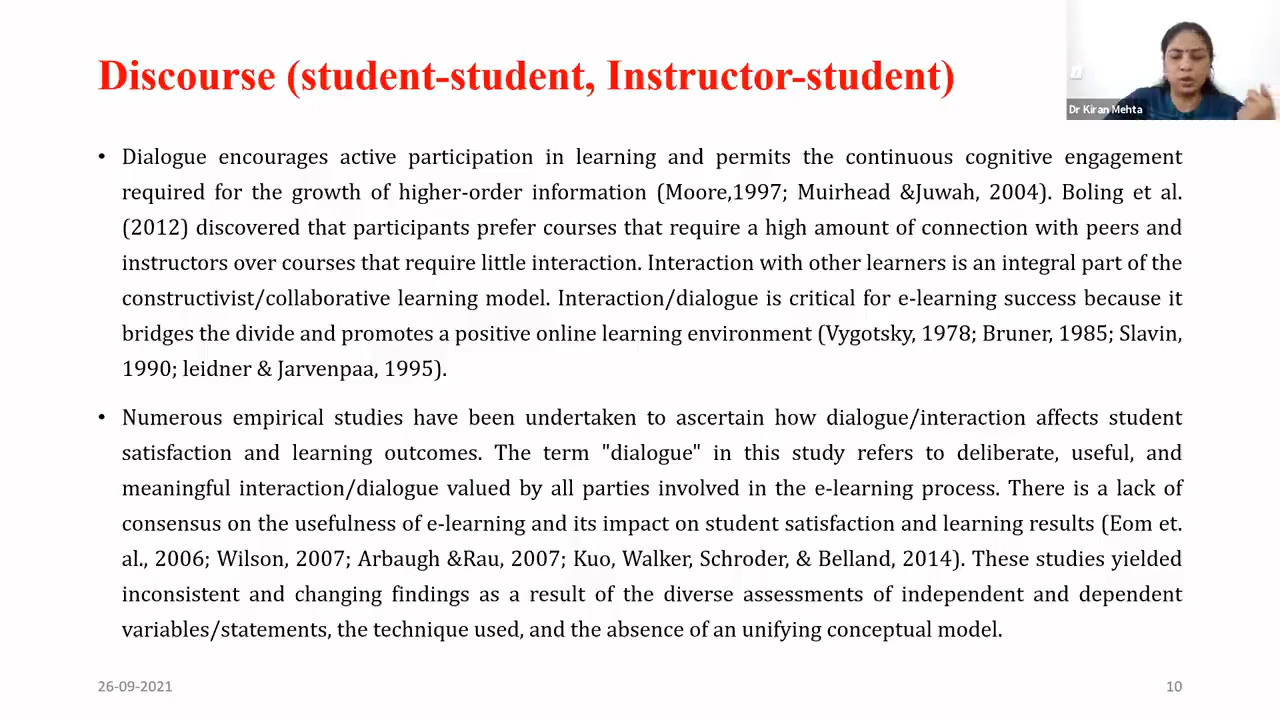 Discourse (student-student, Instructor-student)
Dr Kiran Mehta
• Dialogue encourages active participation in learning and permits the continuous cognitive engagement
required for the growth of higher-order information (Moore,1997; Muirhead &Juwah, 2004). Boling et al.
(2012) discovered that participants prefer courses that require a high amount of connection with peers and
instructors over courses that require little interaction. Interaction with other learners is an integral part of the
constructivist/collaborative learning model. Interaction/dialogue is critical for e-learning success because it
bridges the divide and promotes a positive online learning environment (Vygotsky, 1978; Bruner, 1985; Slavin,
1990; leidner & Jarvenpaa, 1995).
• Numerous empirical studies have been undertaken to ascertain how dialogue/interaction affects student
satisfaction and learning outcomes. The term "dialogue" in this study refers to deliberate, useful, and
meaningful interaction/dialogue valued by all parties involved in the e-learning process. There is a lack of
consensus on the usefulness of e-learning and its impact on student satisfaction and learning results (Eom et.
al., 2006; Wilson, 2007; Arbaugh &Rau, 2007; Kuo, Walker, Schroder, & Belland, 2014). These studies yielded
inconsistent and changing findings as a result of the diverse assessments of independent and dependent
variables/statements, the technique used, and the absence of an unifying conceptual model.
26-09-2021
10